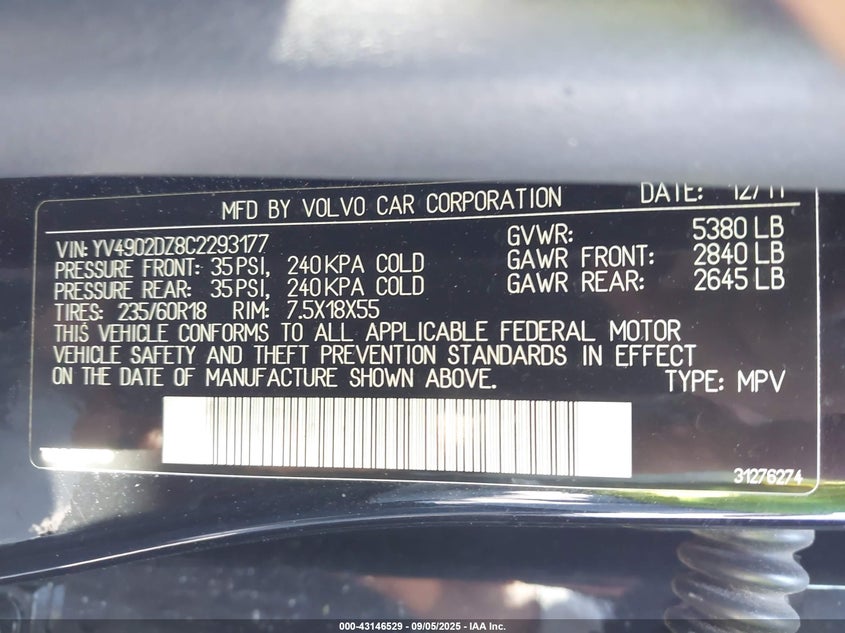 MFD BY VOLVO CAR CORPORATION DATE: 12/11
VIN: YV4902DZ8C2293177
PRESSURE FRONT: 35 PSI, 240 KPA COLD
PRESSURE REAR: 35 PSI, 240 KPA COLD
TIRES: 235/60R18 RIM: 7.5X18X55
GVWR: 5380 LB
GAWR FRONT: 2840 LB
GAWR REAR: 2645 LB
THIS VEHICLE CONFORMS TO ALL APPLICABLE FEDERAL MOTOR
VEHICLE SAFETY AND THEFT PREVENTION STANDARDS IN EFFECT
ON THE DATE OF MANUFACTURE SHOWN ABOVE.
TYPE: MPV
31276274
000-43146529 - 09/05/2025 - IAA Inc.